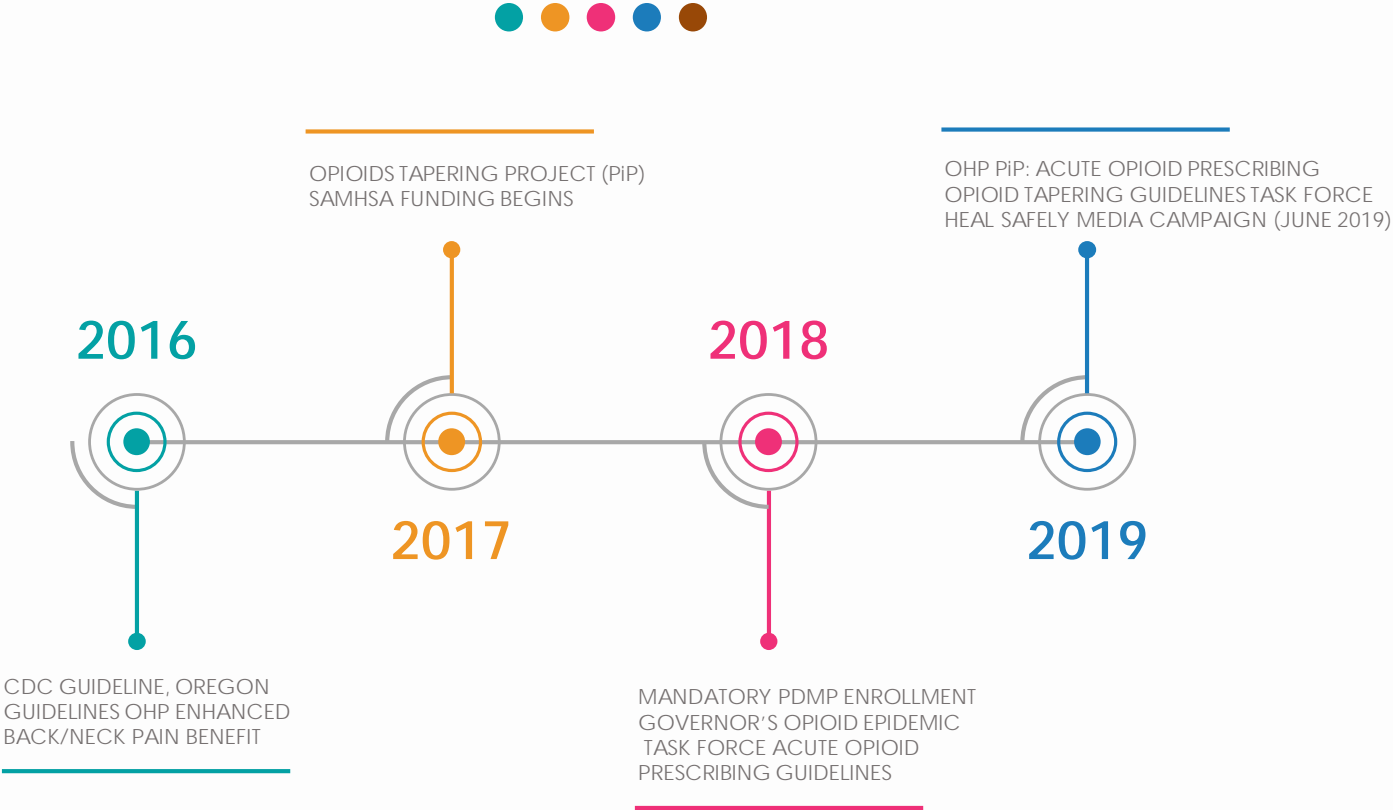 2016
CDC GUIDELINE, OREGON
GUIDELINES OHP ENHANCED
BACK/NECK PAIN BENEFIT
OPIOIDS TAPERING PROJECT (PiP)
SAMHSA FUNDING BEGINS
2017
2018
MANDATORY PDMP ENROLLMENT
GOVERNOR'S OPIOID EPIDEMIC
TASK FORCE ACUTE OPIOID
PRESCRIBING GUIDELINES
OHP PiP: ACUTE OPIOID PRESCRIBING
OPIOID TAPERING GUIDELINES TASK FORCE
HEAL SAFELY MEDIA CAMPAIGN (JUNE 2019)
2019